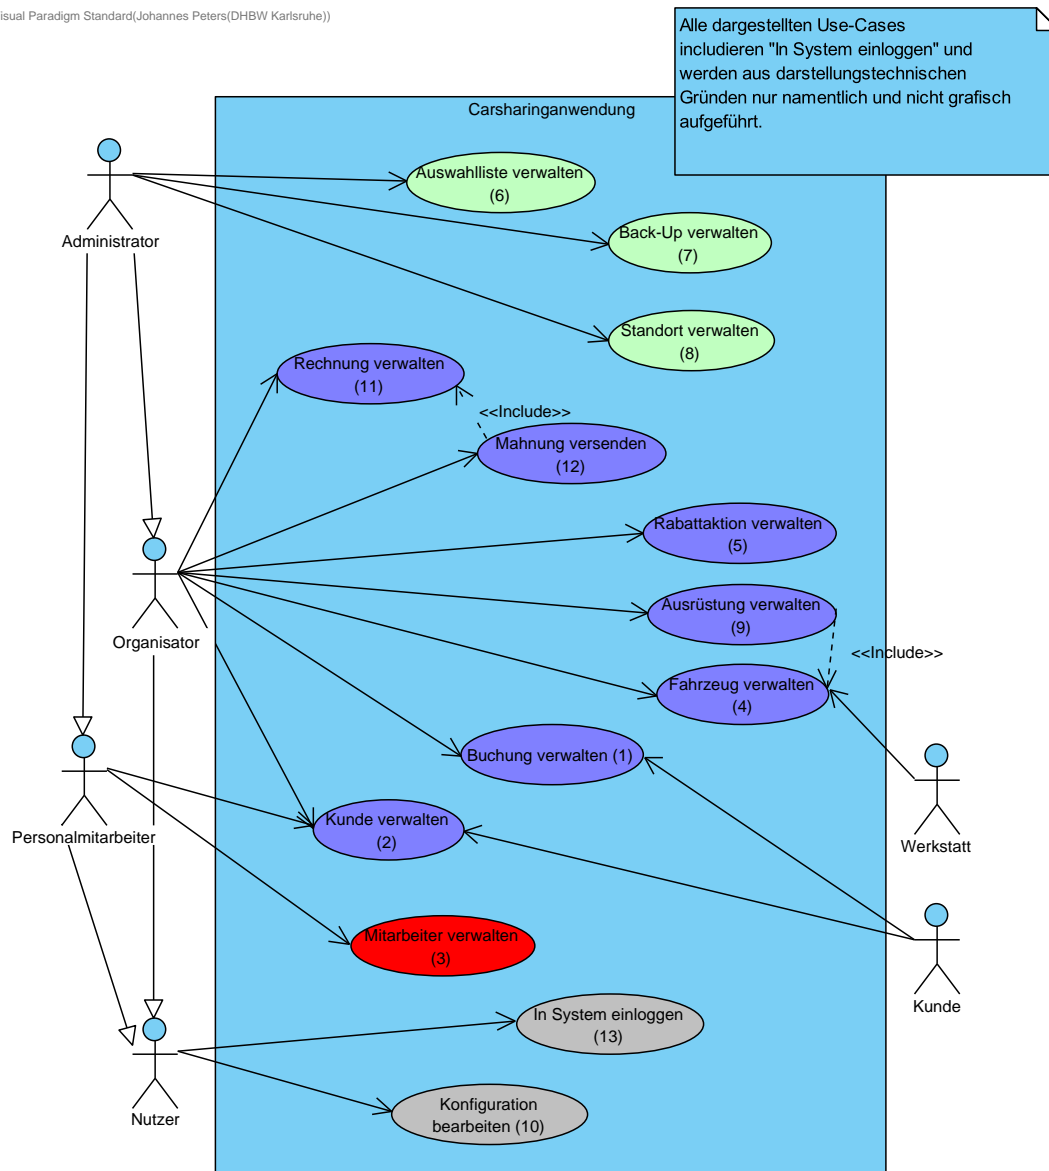 isual Paradigm Standard(Johannes Peters(DHBW Karlsruhe))
Alle dargestellten Use-Cases
includieren "In System einloggen" und
werden aus darstellungstechnischen
Gründen nur namentlich und nicht grafisch
aufgeführt.
Carsharinganwendung
Auswahlliste verwalten
(6)
Administrator
Back-Up verwalten
(7)
Standort verwalten
(8)
Rechnung verwalten
(11)
<<Include>>
Mahnung versenden
(12)
Rabattaktion verwalten
(5)
Ausrüstung verwalten
(9)
Organisator
<<Include>>
Fahrzeug verwalten
(4)
Buchung verwalten (1)
Kunde verwalten
(2)
Personalmitarbeiter
Werkstatt
Mitarbeiter verwalten
(3)
Kunde
In System einloggen
(13)
Konfiguration
bearbeiten (10)
Nutzer